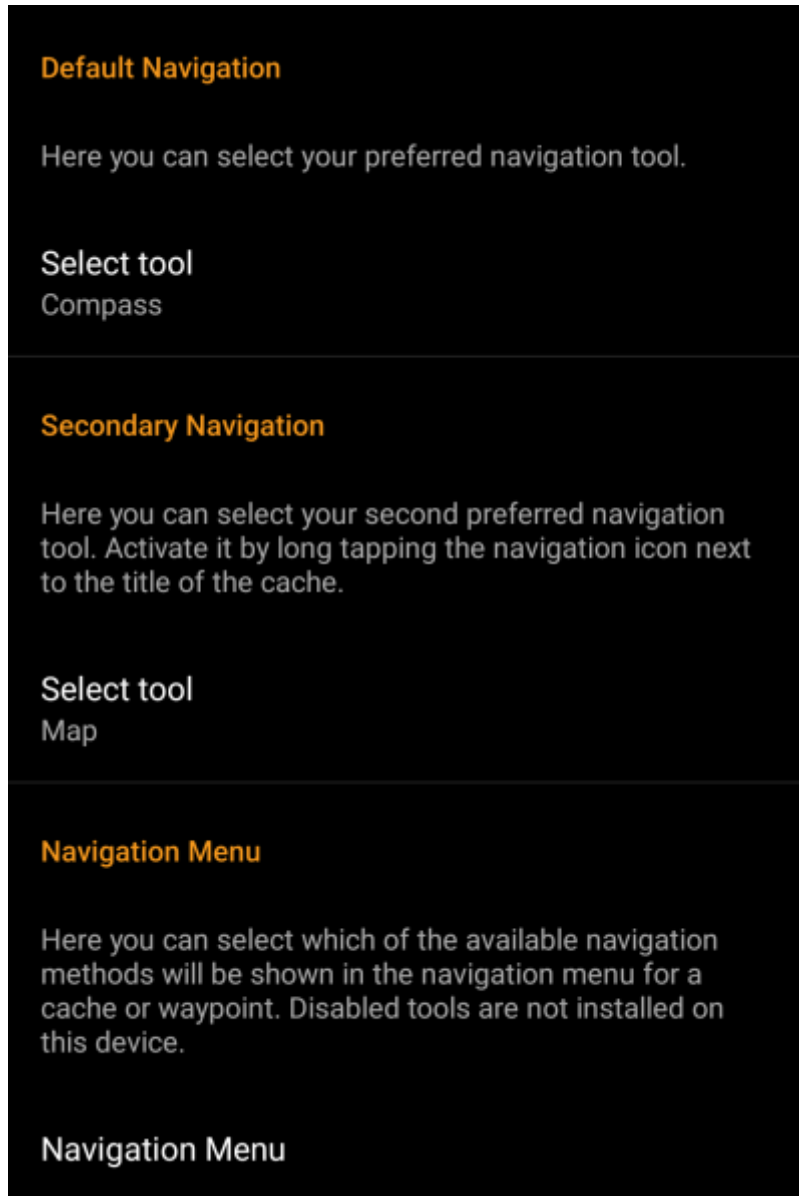 Default Navigation
Here you can select your preferred navigation tool.
Select tool
Compass
Secondary Navigation
Here you can select your second preferred navigation
tool. Activate it by long tapping the navigation icon next
to the title of the cache.
Select tool
Map
Navigation Menu
Here you can select which of the available navigation
methods will be shown in the navigation menu for a
cache or waypoint. Disabled tools are not installed on
this device.
Navigation Menu